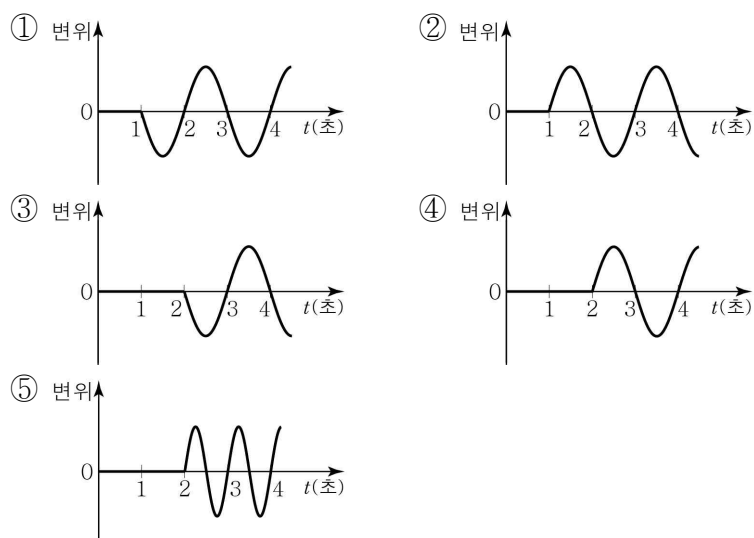 ① 변위 ② 변위
0 1 2 3 4 t(초) 0 1 2 3 4 t(초)
③ 변위 ④ 변위
0 1 2 3 4 t(초) 0 1 2 3 4 t(초)
⑤ 변위
0 1 2 3 4 t(초)